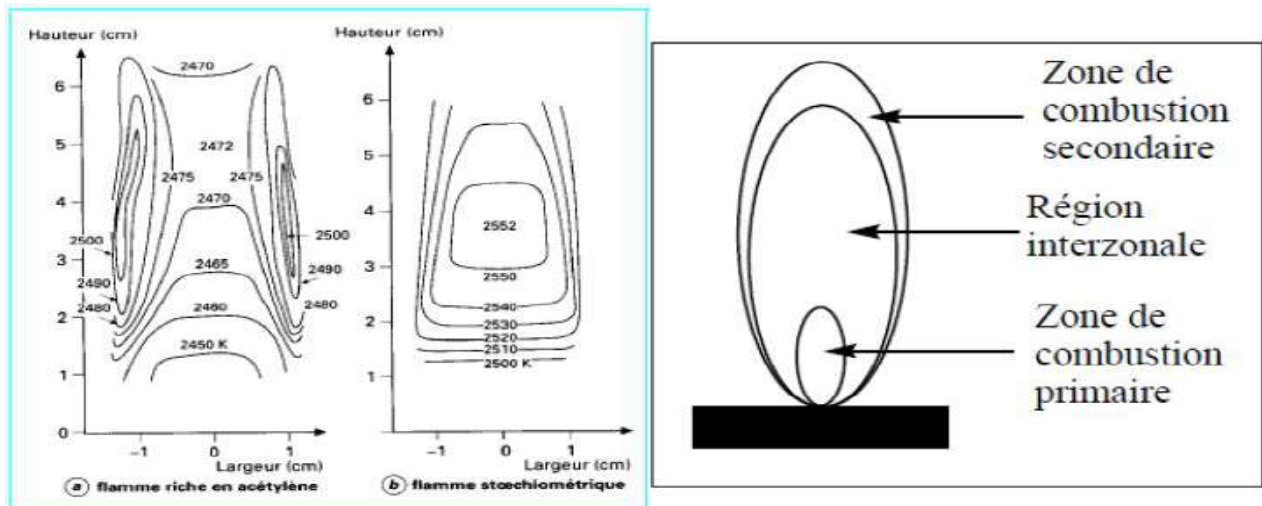 Hauteur (cm)
6
5
4
3
2
1
0
2470
2472
2475
2475
2470
2500
2500
2465
2490
2490
2480
2480
2460
2450 K
-1
0
1
Largeur (cm)
a flamme riche en acétylène
Hauteur (cm)
6
5
4
3
2
1
2552
2550
2540
2530
2520
2510
2500 K
-1
0
1
Largeur (cm)
b flamme stœchiométrique
Zone de
combustion
secondaire
Région
interzonale
Zone de
combustion
primaire